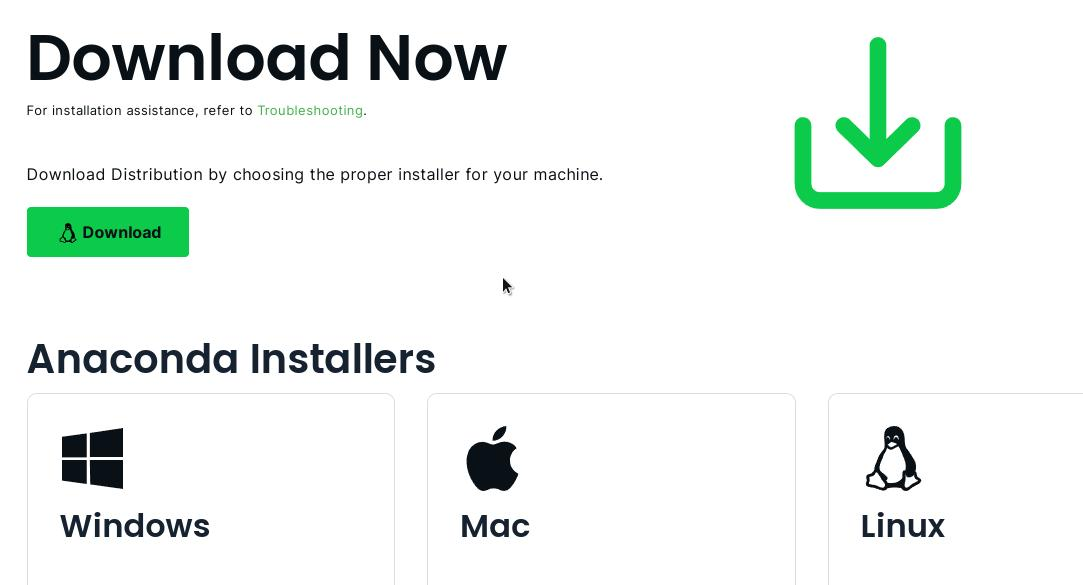 Download Now
For installation assistance, refer to Troubleshooting.
Download Distribution by choosing the proper installer for your machine.
Download
Anaconda Installers
Windows
Mac
Linux